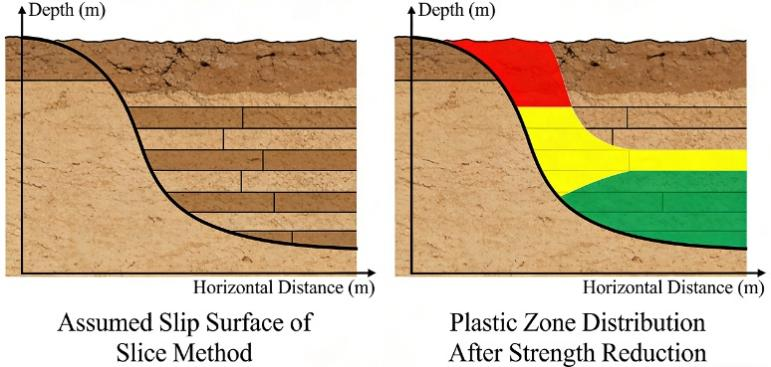 Depth (m)
Depth (m)
Horizontal Distance (m)
Horizontal Distance (m)
Assumed Slip Surface of
Slice Method
Plastic Zone Distribution
After Strength Reduction